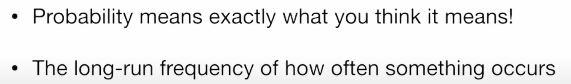 • Probability means exactly what you think it means!
• The long-run frequency of how often something occurs